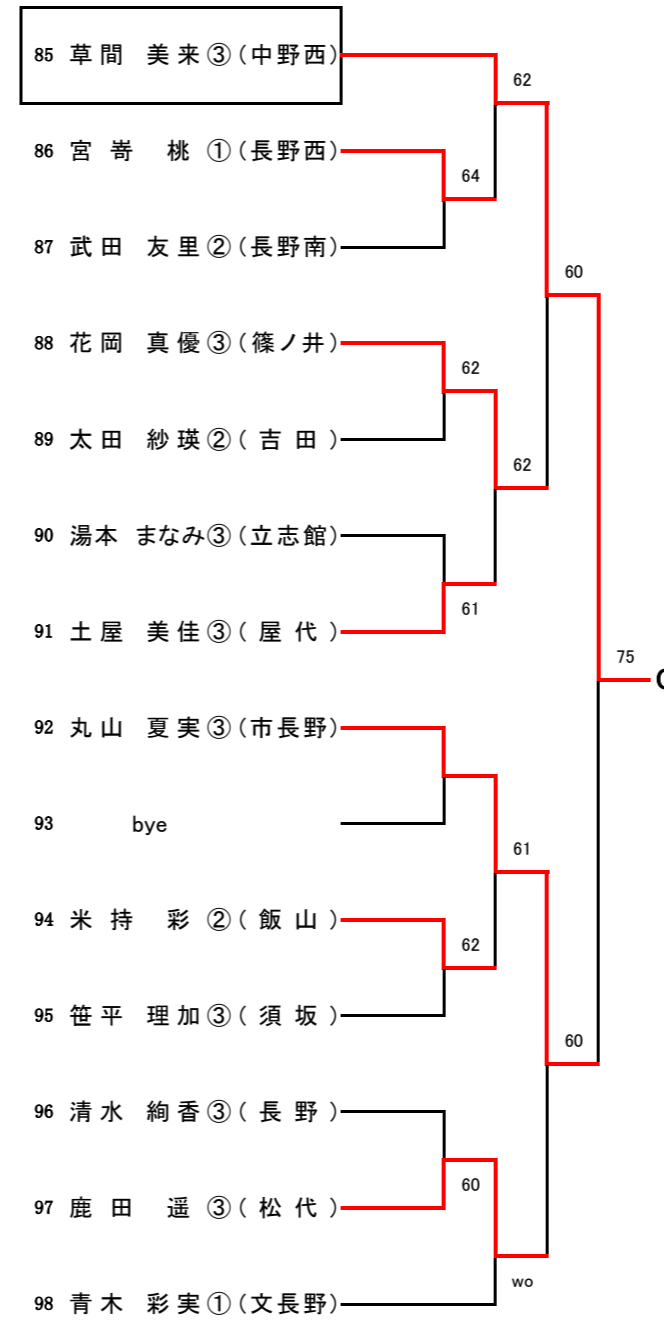 85 草間 美来③(中野西)
62
86 宮嵜 桃 ①(長野西)
64
87 武田 友里②(長野南)
60
88 花岡 真優③(篠ノ井)
62
89 太田 紗瑛②(吉田)
62
90 湯本 まなみ③(立志館)
61
91 土屋 美佳③(屋代)
75
92 丸山 夏実③(市長野)
93 bye
61
94 米持 彩 ②(飯山)
62
95 笹平 理加③(須坂)
60
96 清水 絢香③(長野)
60
97 鹿田 遥 ③(松代)
wo
98 青木 彩実①(文長野)